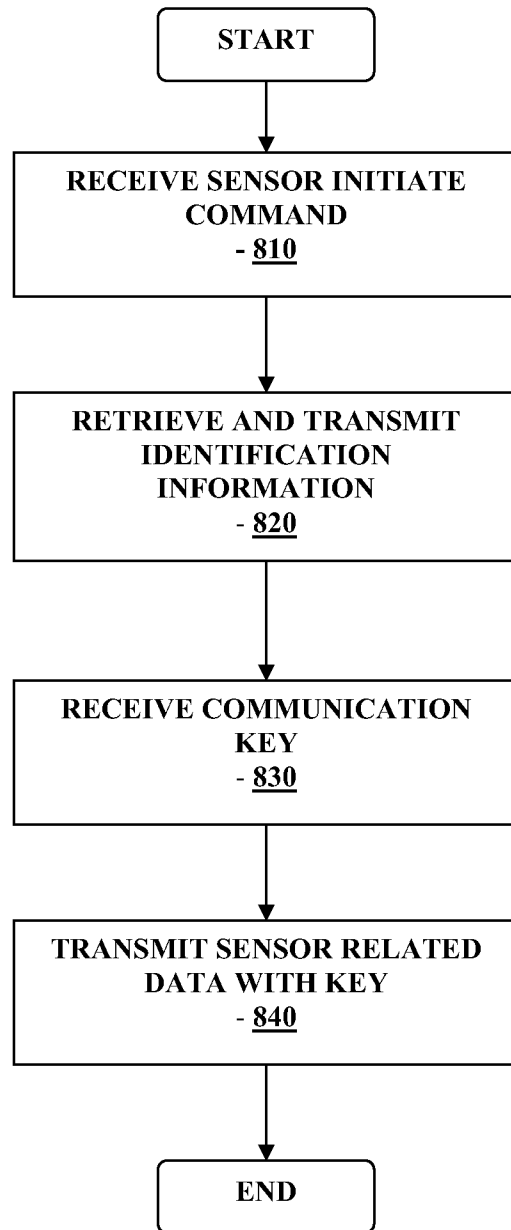 START
RECEIVE SENSOR INITIATE
COMMAND
- 810
RETRIEVE AND TRANSMIT
IDENTIFICATION
INFORMATION
- 820
RECEIVE COMMUNICATION
KEY
- 830
TRANSMIT SENSOR RELATED
DATA WITH KEY
- 840
END